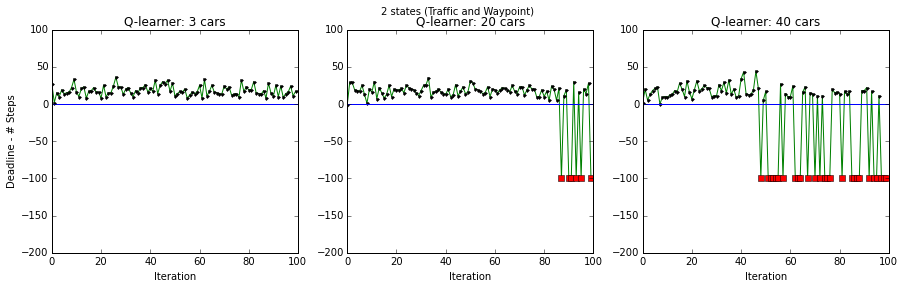 2 states (Traffic and Waypoint)
Q-learner: 3 cars
Q-learner: 20 cars
Q-learner: 40 cars
Deadline - # Steps
100
50
0
−50
−100
−150
−200
0 20 40 60 80 100
Iteration
100
50
0
−50
−100
−150
−200
0 20 40 60 80 100
Iteration
100
50
0
−50
−100
−150
−200
0 20 40 60 80 100
Iteration